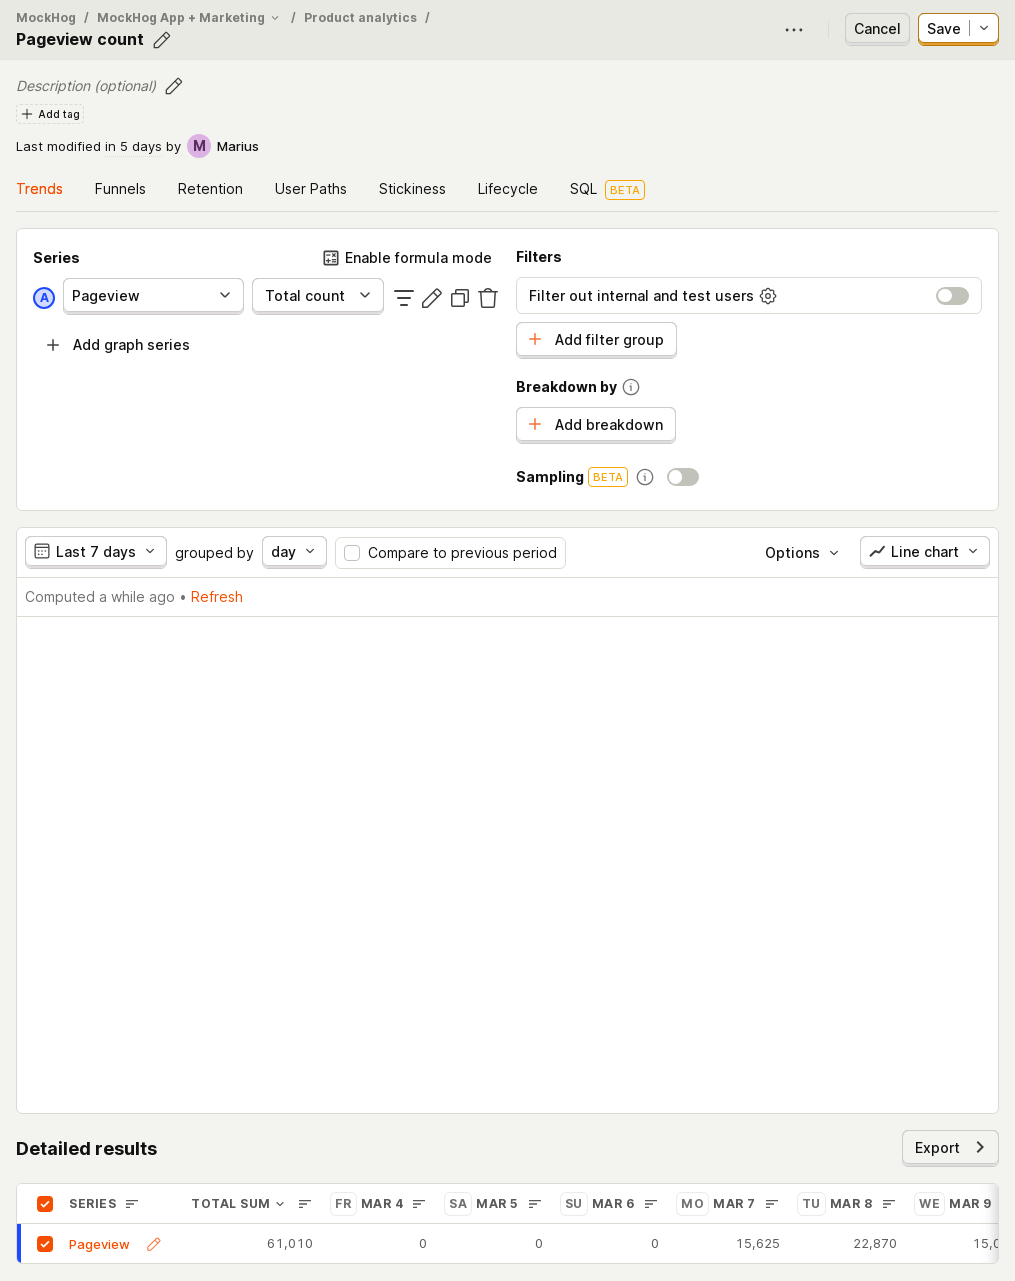 MockHog / MockHog App + Marketing / Product analytics /
Pageview count
Cancel
Save
Description (optional)
Add tag
Last modified in 5 days by M Marius
Trends Funnels Retention User Paths Stickiness Lifecycle SQL BETA
Series
Enable formula mode
A Pageview Total count
Add graph series
Filters
Filter out internal and test users
Add filter group
Breakdown by
Add breakdown
Sampling BETA
Last 7 days grouped by day Compare to previous period Options Line chart
Computed a while ago • Refresh
Detailed results
Export
SERIES TOTAL SUM FR MAR 4 SA MAR 5 SU MAR 6 MO MAR 7 TU MAR 8 WE MAR 9
Pageview 61,010 0 0 0 15,625 22,870